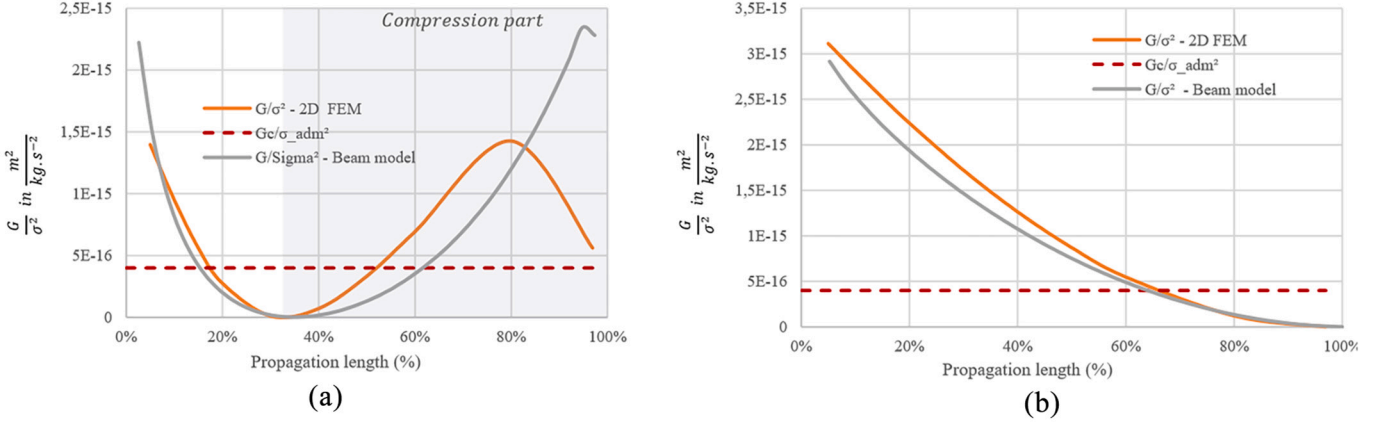 2,5E-15
2E-15
1,5E-15
1E-15
5E-16
0
0%
20%
40%
60%
80%
100%
Compression part
G/σ² - 2D FEM
Gc/σ_adm²
G/Sigma² - Beam model
G/σ² in m²/kg.s⁻²
Propagation length (%)
(a)
3,5E-15
3E-15
2,5E-15
2E-15
1,5E-15
1E-15
5E-16
0
0%
20%
40%
60%
80%
100%
G/σ² - 2D FEM
Gc/σ_adm²
G/σ² - Beam model
G/σ² in m²/kg.s⁻²
Propagation length (%)
(b)